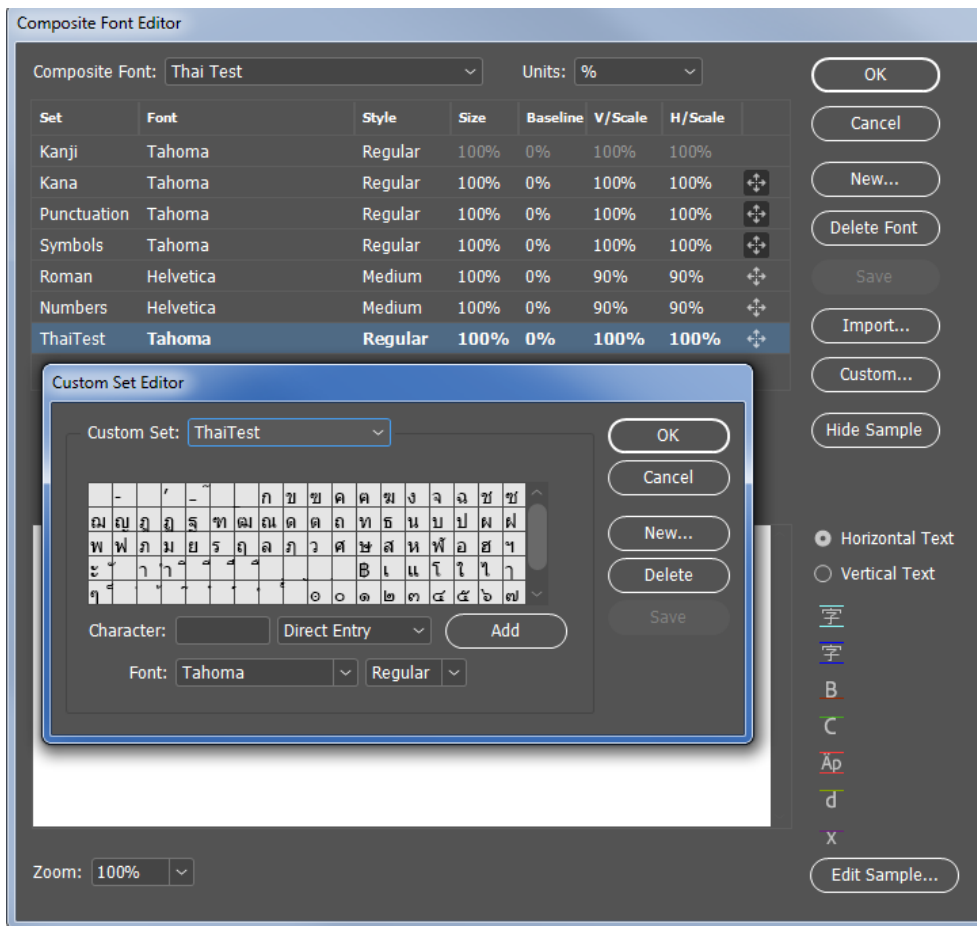 Composite Font Editor
Composite Font: Thai Test Units: % OK
Set Font Style Size Baseline V/Scale H/Scale
Cancel
Kanji Tahoma Regular 100% 0% 100% 100%
Kana Tahoma Regular 100% 0% 100% 100% New...
Punctuation Tahoma Regular 100% 0% 100% 100%
Delete Font
Symbols Tahoma Regular 100% 0% 100% 100%
Roman Helvetica Medium 100% 0% 90% 90% Save
Numbers Helvetica Medium 100% 0% 90% 90%
ThaiTest Tahoma Regular 100% 0% 100% 100% Import...
Custom...
Hide Sample
Custom Set Editor
Custom Set: ThaiTest OK
Cancel
ก ข ฃ ค ฅ ฆ ง จ ฉ ช ซ
ฌ ญ ฎ ฏ ฐ ฑ ฒ ณ ด ต ถ ท ธ น บ ป ผ ฝ
New...
พ ฟ ภ ม ย ร ฤ ล ฦ ว ศ ษ ส ห ฬ อ ฮ ฯ
ะ า ำ ฿ เ แ โ ใ ไ ๅ
Delete
ๆ ๏ ๐ ๑ ๒ ๓ ๔ ๕ ๖ ๗
Character: Direct Entry Add
Save
Font: Tahoma Regular
Horizontal Text
Vertical Text
字
字
B
C
Äp
d
x
Zoom: 100% Edit Sample...